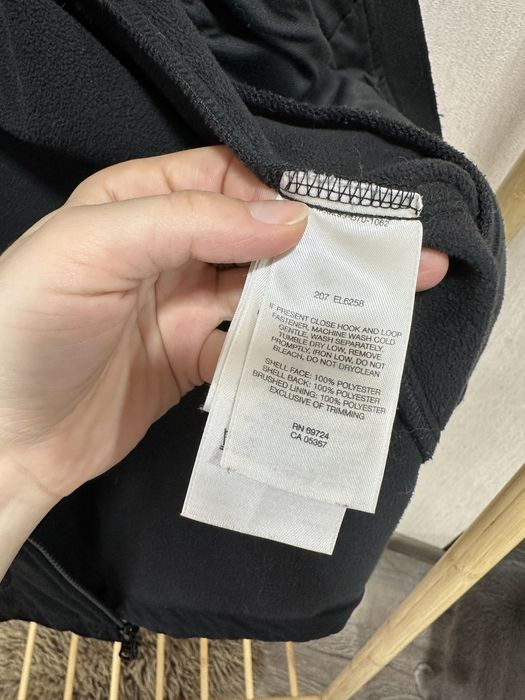 207 EL6258
IF PRESENT CLOSE HOOK AND LOOP
FASTENER. MACHINE WASH COLD
GENTLE, WASH SEPARATELY.
TUMBLE DRY LOW, REMOVE
PROMPTLY, IRON LOW, DO NOT
BLEACH, DO NOT DRYCLEAN
SHELL FACE: 100% POLYESTER
SHELL BACK: 100% POLYESTER
BRUSHED LINING: 100% POLYESTER
EXCLUSIVE OF TRIMMING
RN 69724
CA 05367